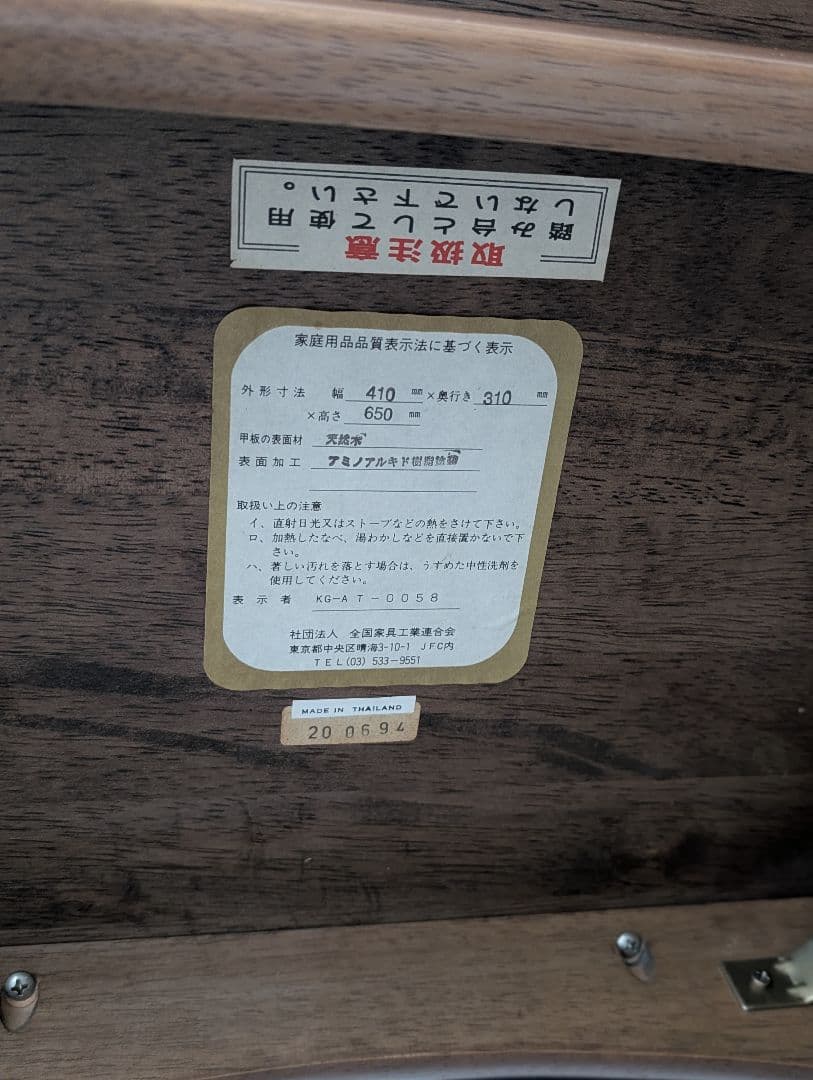 取扱注意
踏み台として使用
しないで下さい。
家庭用品品質表示法に基づく表示
外形寸法 幅 410 mm ×奥行き 310 mm
×高さ 650 mm
甲板の表面材 天然木
表面加工 アミノアルキド樹脂塗装
取扱い上の注意
イ、直射日光又はストーブなどの熱をさけて下さい。
ロ、加熱したなべ、湯わかしなどを直接置かないで下
さい。
ハ、著しい汚れを落とす場合は、うすめた中性洗剤を
使用してください。
表示者 KG-AT-0058
社団法人 全国家具工業連合会
東京都中央区晴海3-10-1 JFC内
TEL(03) 533-9551
MADE IN THAILAND
20 0694